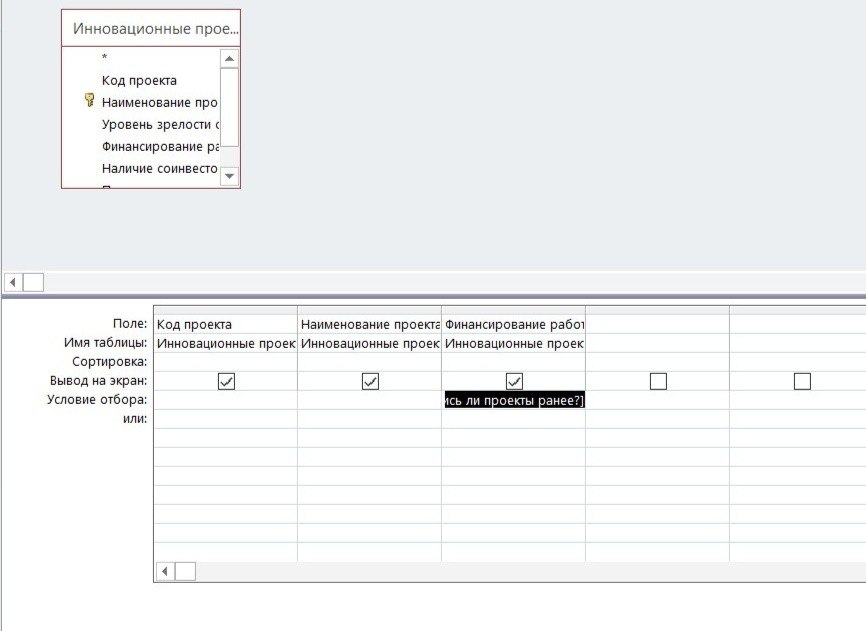 Инновационные прое...
*
Код проекта
Наименование про
Уровень зрелости
Финансирование ра
Наличие соинвесто
Поле: Код проекта Наименование проекта Финансирование работ
Имя таблицы: Инновационные проек Инновационные проек Инновационные проек
Сортировка:
Вывод на экран:
Условие отбора: ись ли проекты ранее?]
или: